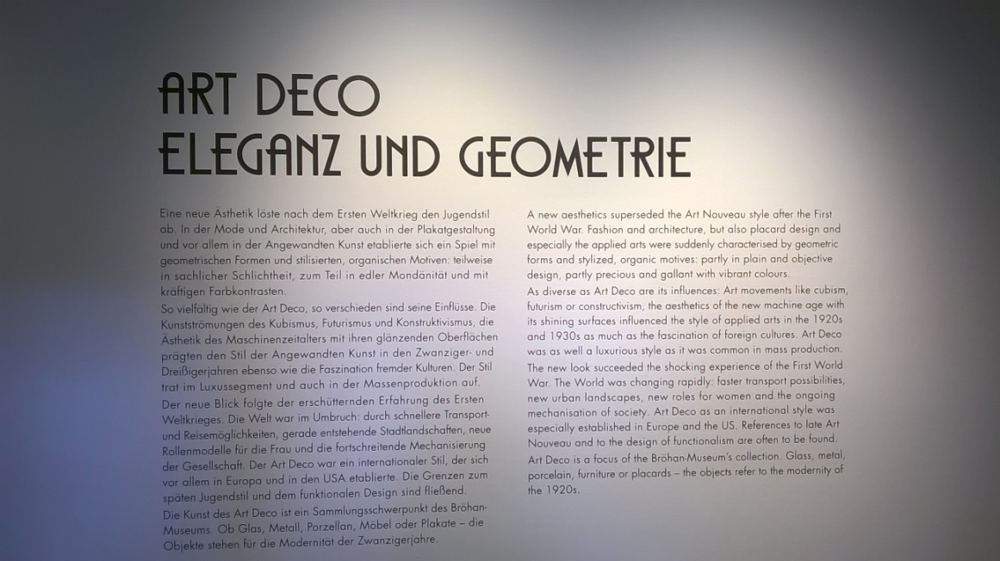 ART DECO
ELEGANZ UND GEOMETRIE
Eine neue Ästhetik löste nach dem Ersten Weltkrieg den Jugendstil
ab. In der Mode und Architektur, aber auch in der Plakatgestaltung
und vor allem in der Angewandten Kunst etablierte sich ein Spiel mit
geometrischen Formen und stilisierten, organischen Motiven: teilweise
in sachlicher Schlichtheit, zum Teil in edler Mondänität und mit
kräftigen Farbkontrasten.
So vielfältig wie der Art Deco, so verschieden sind seine Einflüsse. Die
Kunstströmungen des Kubismus, Futurismus und Konstruktivismus, die
Ästhetik des Maschinenzeitalters mit ihren glänzenden Oberflächen
prägten den Stil der Angewandten Kunst in den Zwanziger- und
Dreißigerjahren ebenso wie die Faszination fremder Kulturen. Der Stil
trat im Luxussegment und auch in der Massenproduktion auf.
Der neue Blick folgte der erschütternden Erfahrung des Ersten
Weltkrieges. Die Welt war im Umbruch: durch schnellere Transport-
und Reisemöglichkeiten, gerade entstehende Stadtlandschaften, neue
Rollenmodelle für die Frau und die fortschreitende Mechanisierung
der Gesellschaft. Der Art Deco war ein internationaler Stil, der sich
vor allem in Europa und in den USA etablierte. Die Grenzen zum
späten Jugendstil und dem funktionalen Design sind fließend.
Die Kunst des Art Deco ist ein Sammlungsschwerpunkt des Bröhan-
Museums. Ob Glas, Metall, Porzellan, Möbel oder Plakate – die
Objekte stehen für die Modernität der Zwanzigerjahre.
A new aesthetics superseded the Art Nouveau style after the First
World War. Fashion and architecture, but also placard design and
especially the applied arts were suddenly characterised by geometric
forms and stylized, organic motives: partly in plain and objective
design, partly precious and gallant with vibrant colours.
As diverse as Art Deco are its influences: Art movements like cubism,
futurism or constructivism, the aesthetics of the new machine age with
its shining surfaces influenced the style of applied arts in the 1920s
and 1930s as much as the fascination of foreign cultures. Art Deco
was as well a luxurious style as it was common in mass production.
The new look succeeded the shocking experience of the First World
War. The World was changing rapidly: faster transport possibilities,
new urban landscapes, new roles for women and the ongoing
mechanisation of society. Art Deco as an international style was
especially established in Europe and the US. References to late Art
Nouveau and to the design of functionalism are often to be found.
Art Deco is a focus of the Bröhan-Museum's collection. Glass, metal,
porcelain, furniture or placards – the objects refer to the modernity of
the 1920s.